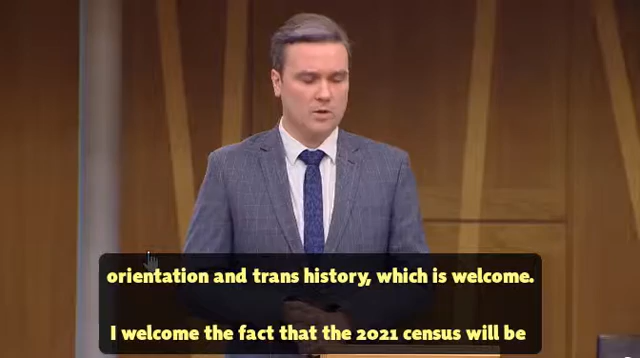 orientation and trans history, which is welcome.
I welcome the fact that the 2021 census will be